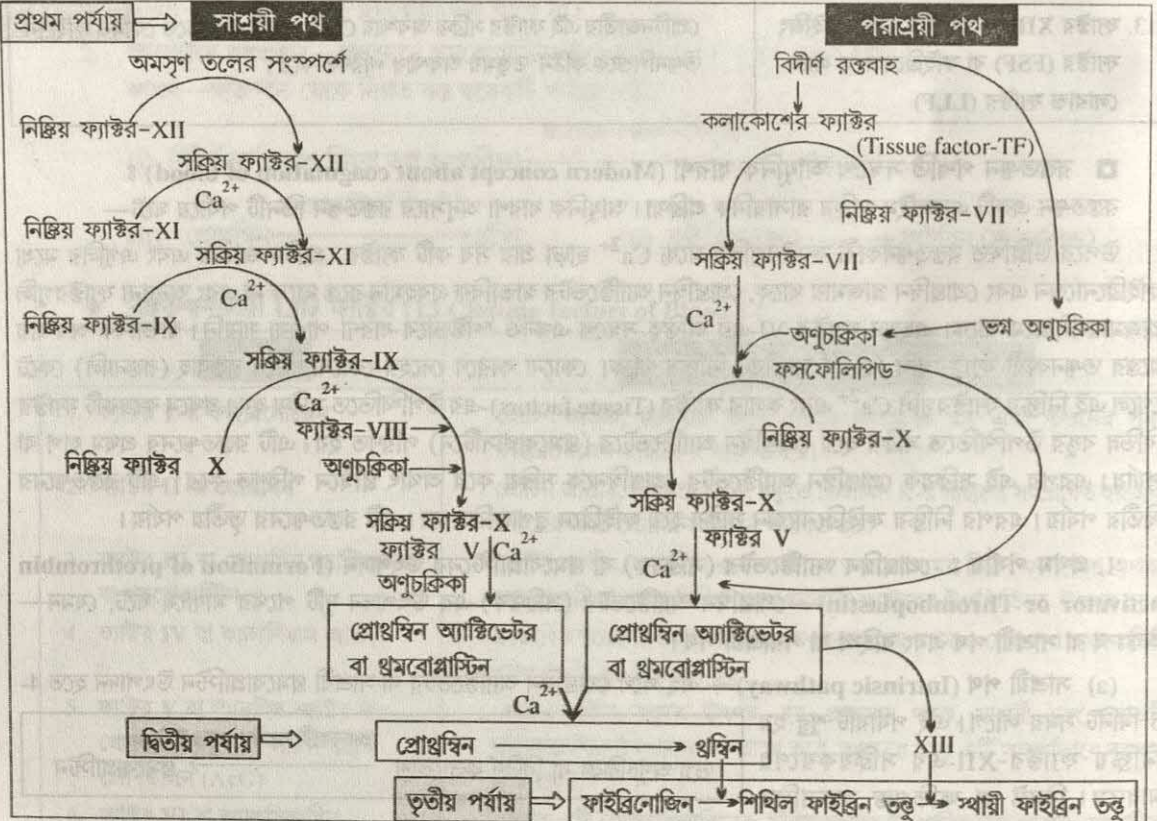 প্রথম পর্যায়
সাশ্রয়ী পথ
অমসৃণ তলের সংস্পর্শে
নিষ্ক্রিয় ফ্যাক্টর-XII
সক্রিয় ফ্যাক্টর-XII
Ca2+
নিষ্ক্রিয় ফ্যাক্টর-XI
সক্রিয় ফ্যাক্টর-XI
Ca2+
নিষ্ক্রিয় ফ্যাক্টর-IX
সক্রিয় ফ্যাক্টর-IX
Ca2+
ফ্যাক্টর-VIII
নিষ্ক্রিয় ফ্যাক্টর X
অণুচক্রিকা
সক্রিয় ফ্যাক্টর-X
ফ্যাক্টর V Ca2+
অণুচক্রিকা
প্রোথ্রম্বিন অ্যাক্টিভেটর
বা থ্রমবোপ্লাস্টিন
পরাশ্রয়ী পথ
বিদীর্ণ রক্তবাহ
কলাকোশের ফ্যাক্টর
(Tissue factor-TF)
নিষ্ক্রিয় ফ্যাক্টর-VII
সক্রিয় ফ্যাক্টর-VII
Ca2+
ভগ্ন অণুচক্রিকা
অণুচক্রিকা
ফসফোলিপিড
নিষ্ক্রিয় ফ্যাক্টর-X
সক্রিয় ফ্যাক্টর-X
ফ্যাক্টর V
Ca2+
প্রোথ্রম্বিন অ্যাক্টিভেটর
বা থ্রমবোপ্লাস্টিন
Ca2+
দ্বিতীয় পর্যায়
প্রোথ্রম্বিন থ্রম্বিন
XIII
তৃতীয় পর্যায়
ফাইব্রিনোজিন শিথিল ফাইব্রিন তন্তু স্থায়ী ফাইব্রিন তন্তু